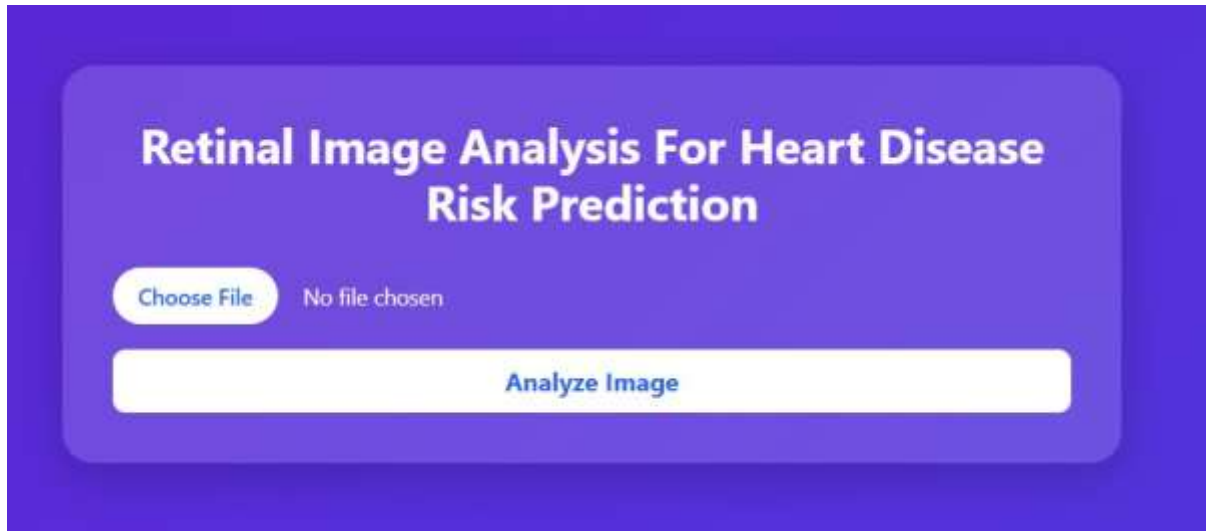 Retinal Image Analysis For Heart Disease
Risk Prediction
Choose File No file chosen
Analyze Image